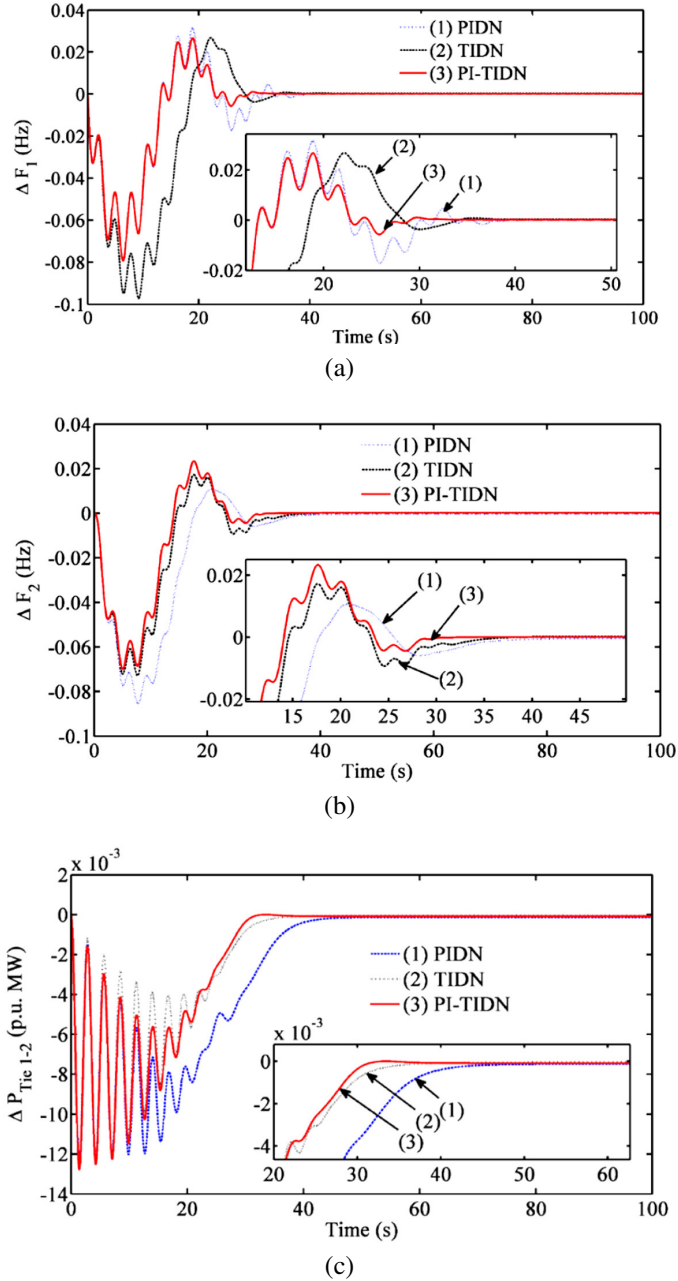 0.04
0.02
0
-0.02
-0.04
-0.06
-0.08
-0.1
Δ F1 (Hz)
(1) PIDN
(2) TIDN
(3) PI-TIDN
0.02
0
-0.02
(2)
(3)
(1)
20 30 40 50
0 20 40 60 80 100
Time (s)
(a)
0.04
0.02
0
-0.02
-0.04
-0.06
-0.08
-0.1
Δ F2 (Hz)
(1) PIDN
(2) TIDN
(3) PI-TIDN
0.02
0
-0.02
(1)
(3)
(2)
15 20 25 30 35 40 45
0 20 40 60 80 100
Time (s)
(b)
x 10-3
2
0
-2
-4
-6
-8
-10
-12
-14
Δ PTie 1-2 (p.u. MW)
(1) PIDN
(2) TIDN
(3) PI-TIDN
x 10-3
0
-2
-4
(1)
(2)
(3)
20 30 40 50 60
0 20 40 60 80 100
Time (s)
(c)